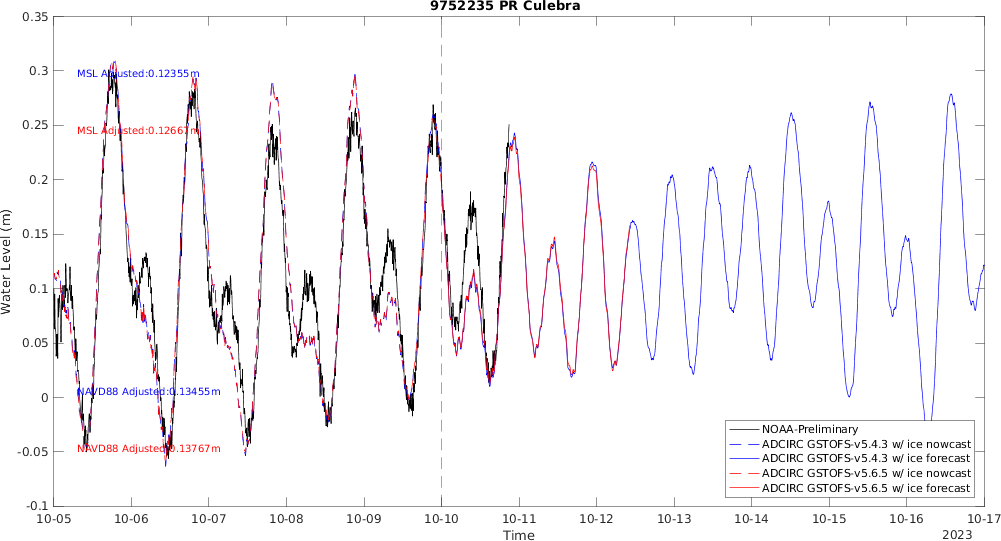 9752235 PR Culebra
0.35
0.3
0.25
0.2
0.15
0.1
0.05
0
-0.05
-0.1
Water Level (m)
MSL Adjusted:0.12355m
MSL Adjusted:0.12667m
NAVD88 Adjusted:0.13455m
NAVD88 Adjusted:0.13767m
NOAA-Preliminary
ADCIRC GSTOFS-v5.4.3 w/ ice nowcast
ADCIRC GSTOFS-v5.4.3 w/ ice forecast
ADCIRC GSTOFS-v5.6.5 w/ ice nowcast
ADCIRC GSTOFS-v5.6.5 w/ ice forecast
10-05 10-06 10-07 10-08 10-09 10-10 10-11 10-12 10-13 10-14 10-15 10-16 10-17
Time
2023